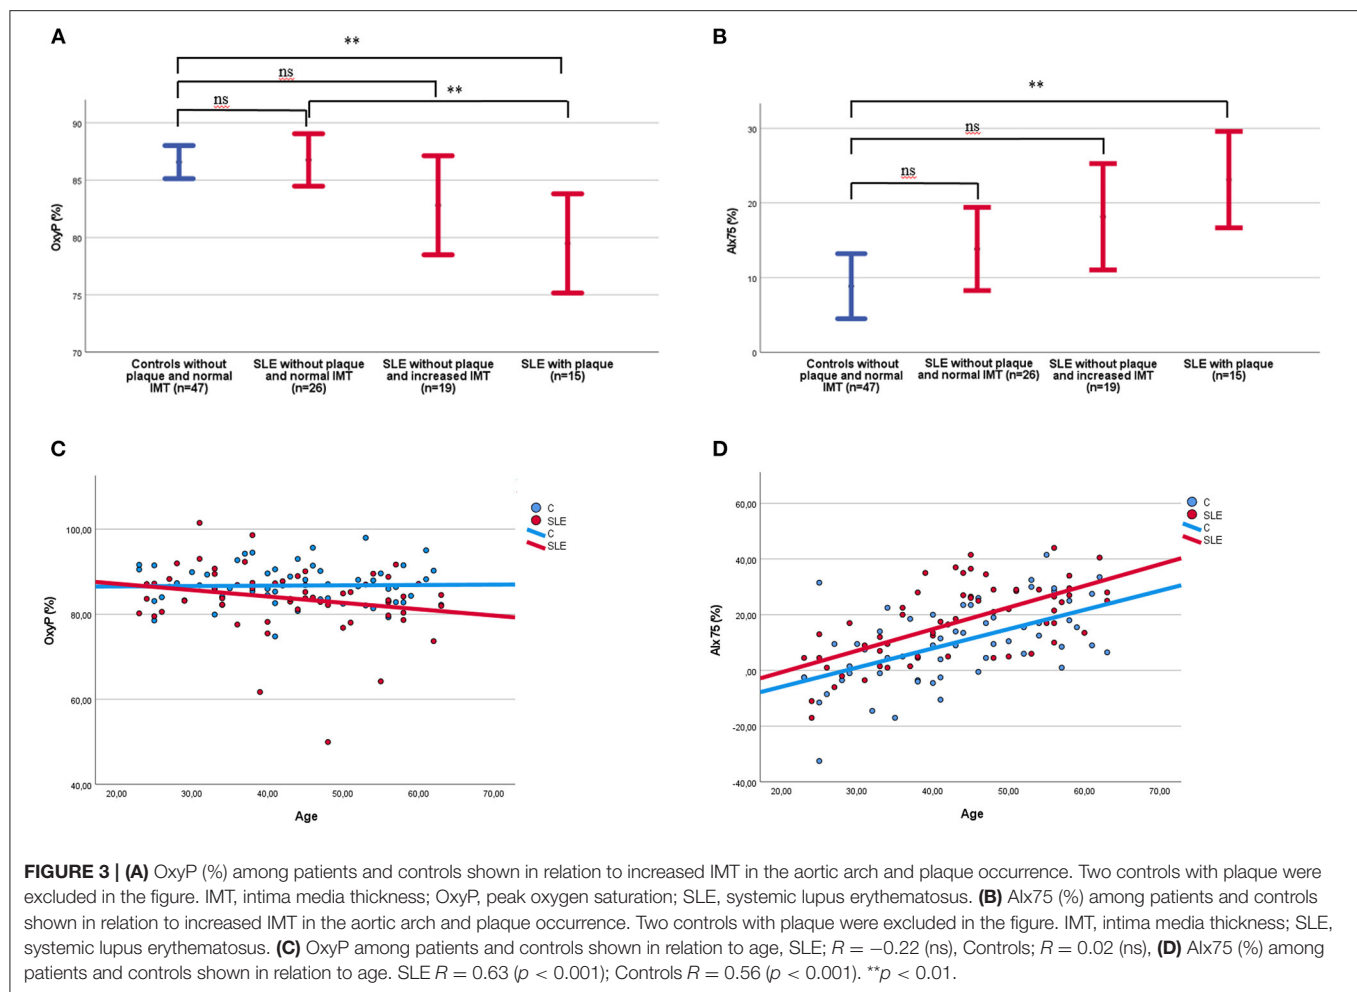 A
**
ns
ns
**
90
85
80
75
70
OxyP (%)
Controls without
plaque and normal
IMT (n=47)
SLE without plaque
and normal IMT
(n=26)
SLE without plaque
and increased IMT
(n=19)
SLE with plaque
(n=15)
B
**
ns
ns
30
20
10
0
AIx75 (%)
Controls without
plaque and normal
IMT (n=47)
SLE without plaque
and normal IMT (n=26)
SLE without plaque
and increased IMT
(n=19)
SLE with plaque
(n=15)
C
C
SLE
C
SLE
100,00
80,00
60,00
40,00
OxyP (%)
20,00 30,00 40,00 50,00 60,00 70,00
Age
D
C
SLE
C
SLE
60,00
40,00
20,00
,00
-20,00
-40,00
AIx 75 (%)
20,00 30,00 40,00 50,00 60,00 70,00
Age
FIGURE 3 | (A) OxyP (%) among patients and controls shown in relation to increased IMT in the aortic arch and plaque occurrence. Two controls with plaque were
excluded in the figure. IMT, intima media thickness; OxyP, peak oxygen saturation; SLE, systemic lupus erythematosus. (B) AIx75 (%) among patients and controls
shown in relation to increased IMT in the aortic arch and plaque occurrence. Two controls with plaque were excluded in the figure. IMT, intima media thickness; SLE,
systemic lupus erythematosus. (C) OxyP among patients and controls shown in relation to age, SLE; R = −0.22 (ns), Controls; R = 0.02 (ns), (D) AIx75 (%) among
patients and controls shown in relation to age. SLE R = 0.63 (p < 0.001); Controls R = 0.56 (p < 0.001). **p < 0.01.